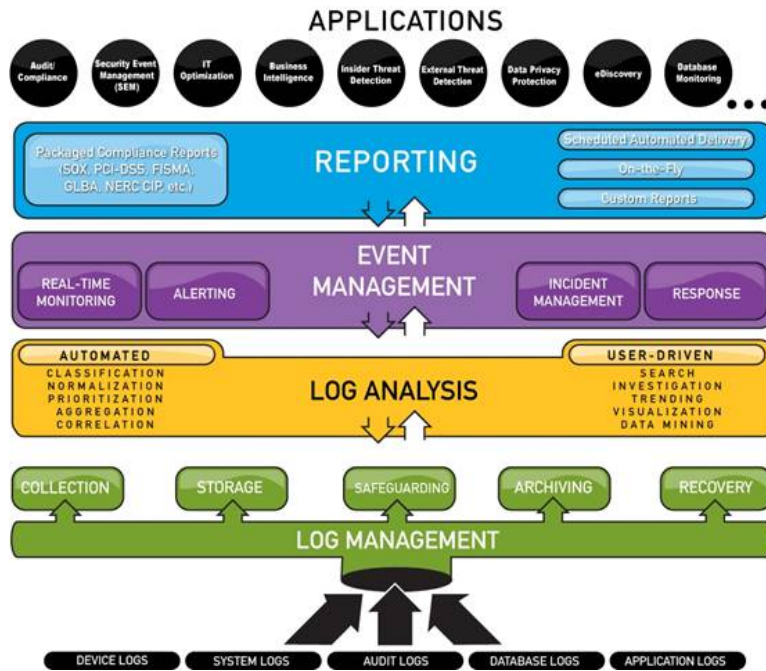 APPLICATIONS
Audit/
Compliance
Security Event
Management
(SEM)
IT
Optimization
Business
Intelligence
Insider Threat
Detection
External Threat
Detection
Data Privacy
Protection
eDiscovery
Database
Monitoring
Packaged Compliance Reports
(SOX, PCI-DSS, FISMA,
GLBA, NERC CIP, etc.)
REPORTING
Scheduled Automated Delivery
On-the-Fly
Custom Reports
EVENT
MANAGEMENT
REAL-TIME
MONITORING
ALERTING
INCIDENT
MANAGEMENT
RESPONSE
AUTOMATED
CLASSIFICATION
NORMALIZATION
PRIORITIZATION
AGGREGATION
CORRELATION
LOG ANALYSIS
USER-DRIVEN
SEARCH
INVESTIGATION
TRENDING
VISUALIZATION
DATA MINING
COLLECTION
STORAGE
SAFEGUARDING
ARCHIVING
RECOVERY
LOG MANAGEMENT
DEVICE LOGS
SYSTEM LOGS
AUDIT LOGS
DATABASE LOGS
APPLICATION LOGS